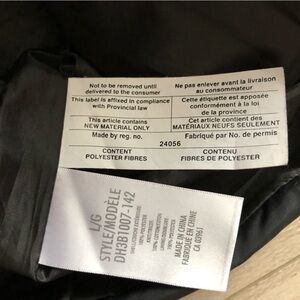 Not to be removed until
delivered to the consumer
Ne pas enlever avant la livraison
au consommateur
This label is affixed in compliance
with Provincial law
Cette étiquette est apposée
conformément à la loi
de la province
This article contains
NEW MATERIAL ONLY
Cet article contient des
MATÉRIAUX NEUFS SEULEMENT
Made by reg. no.
Fabriqué par No. de permis
24056
CONTENT
POLYESTER FIBRES
CONTENU
FIBRES DE POLYESTER
L/G
STYLE/MODÈLE
DH3B1007-142
MADE IN CHINA
FABRIQUE EN CHINE